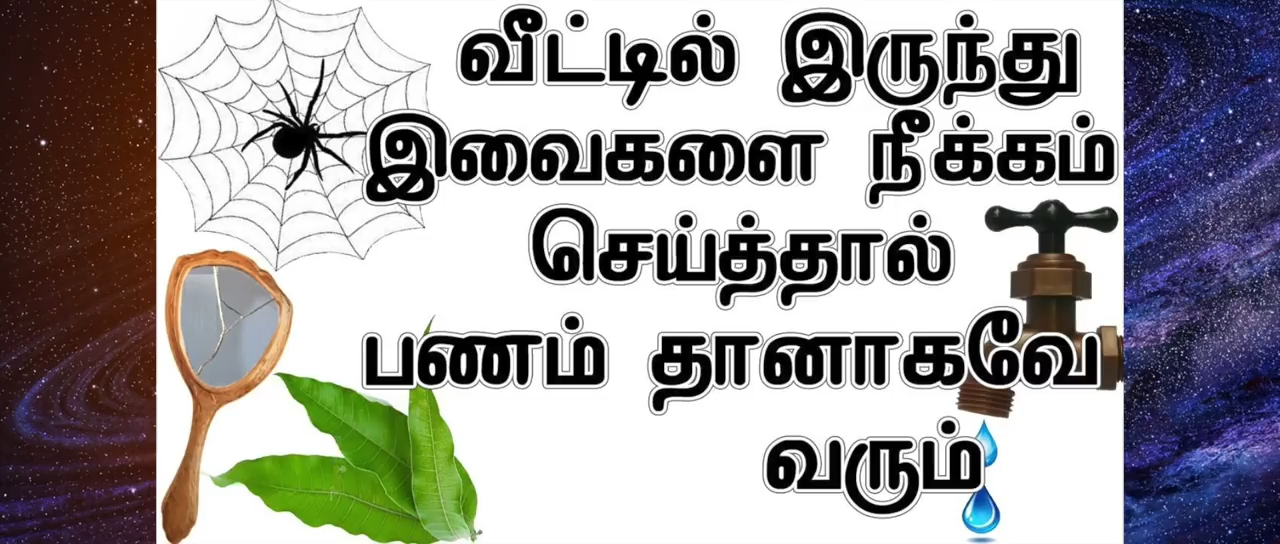 வீட்டில் இருந்து
இவைகளை நீக்கம்
செய்த்தால்
பணம் தானாகவே
வரும்